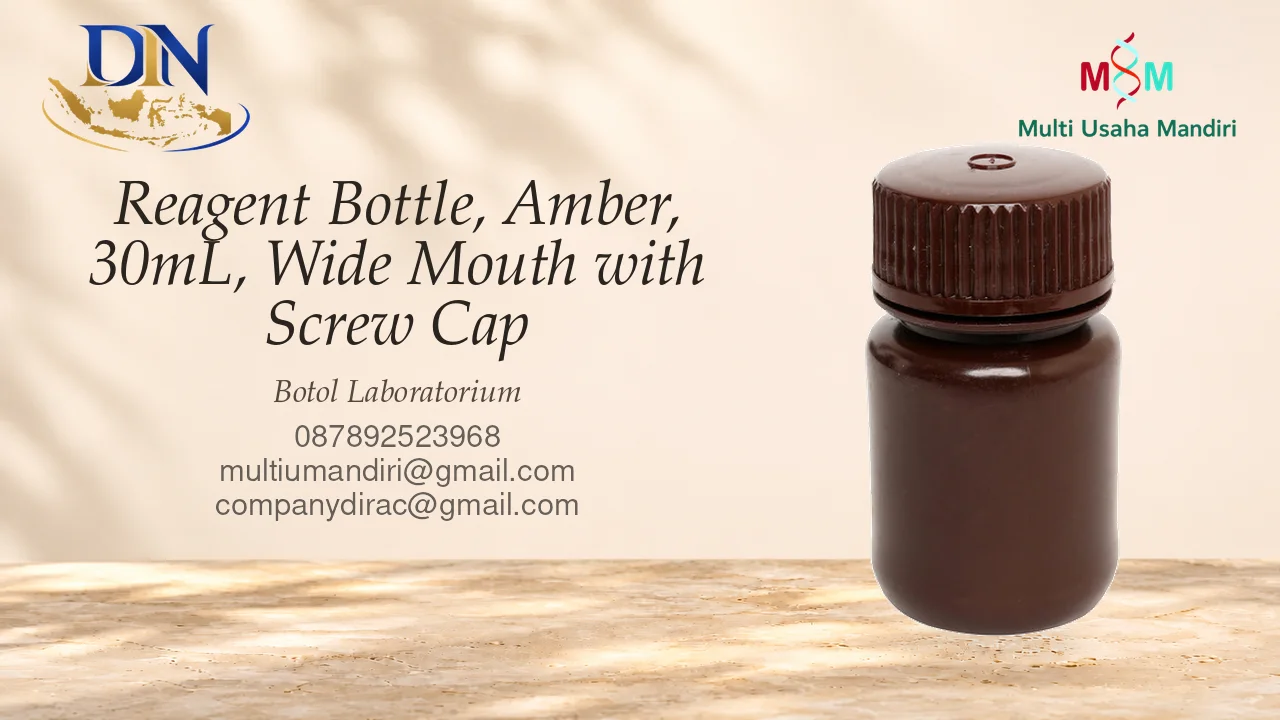 DIN
M M
Multi Usaha Mandiri
Reagent Bottle, Amber,
30mL, Wide Mouth with
Screw Cap
Botol Laboratorium
087892523968
multiumandiri@gmail.com
companydirac@gmail.com